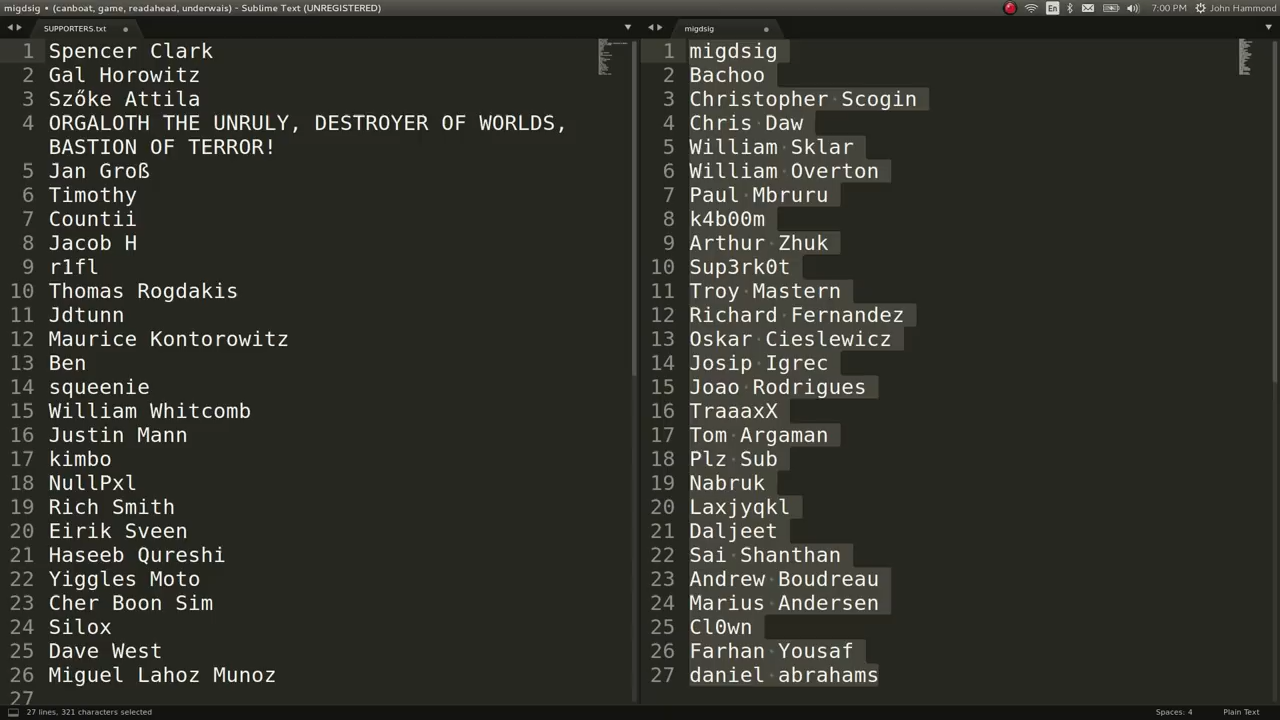 migdsig • (canboat, game, readahead, underwais) - Sublime Text (UNREGISTERED)
En
7:00 PM
John Hammond
SUPPORTERS.txt
1 Spencer Clark
2 Gal Horowitz
3 Szőke Attila
4 ORGALOTH THE UNRULY, DESTROYER OF WORLDS,
BASTION OF TERROR!
5 Jan Groß
6 Timothy
7 Countii
8 Jacob H
9 r1fl
10 Thomas Rogdakis
11 Jdtunn
12 Maurice Kontorowitz
13 Ben
14 squeenie
15 William Whitcomb
16 Justin Mann
17 kimbo
18 NullPxl
19 Rich Smith
20 Eirik Sveen
21 Haseeb Qureshi
22 Yiggles Moto
23 Cher Boon Sim
24 Silox
25 Dave West
26 Miguel Lahoz Munoz
27
migdsig
1 migdsig
2 Bachoo
3 Christopher Scogin
4 Chris Daw
5 William Sklar
6 William Overton
7 Paul Mbruru
8 k4b00m
9 Arthur Zhuk
10 Sup3rk0t
11 Troy Mastern
12 Richard Fernandez
13 Oskar Cieslewicz
14 Josip Igrec
15 Joao Rodrigues
16 TraaaxX
17 Tom Argaman
18 Plz Sub
19 Nabruk
20 Laxjyqkl
21 Daljeet
22 Sai Shanthan
23 Andrew Boudreau
24 Marius Andersen
25 Cl0wn
26 Farhan Yousaf
27 daniel abrahams
27 lines, 321 characters selected
Spaces: 4
Plain Text